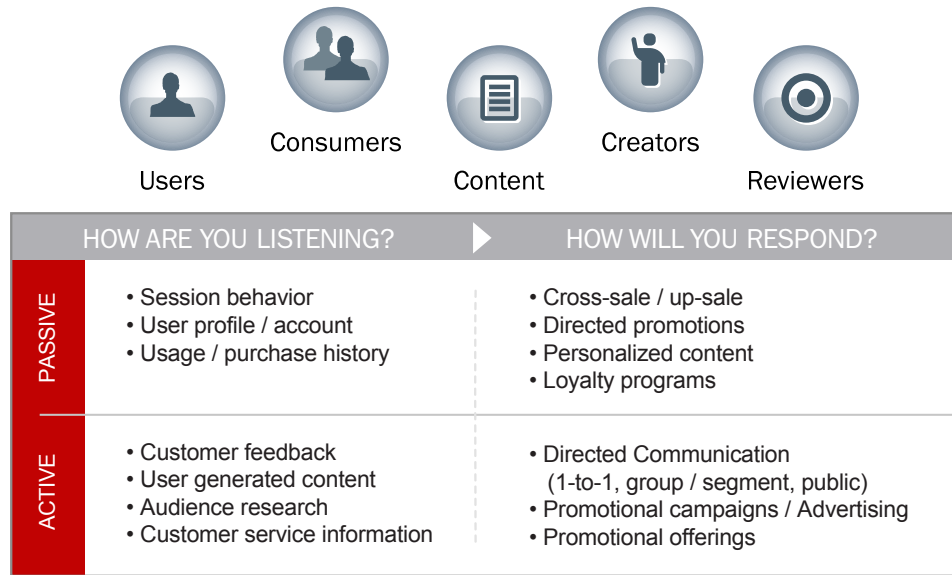 Consumers
Creators
Users
Content
Reviewers
HOW ARE YOU LISTENING?
HOW WILL YOU RESPOND?
PASSIVE
• Session behavior
• User profile / account
• Usage / purchase history
• Cross-sale / up-sale
• Directed promotions
• Personalized content
• Loyalty programs
ACTIVE
• Customer feedback
• User generated content
• Audience research
• Customer service information
• Directed Communication
(1-to-1, group / segment, public)
• Promotional campaigns / Advertising
• Promotional offerings